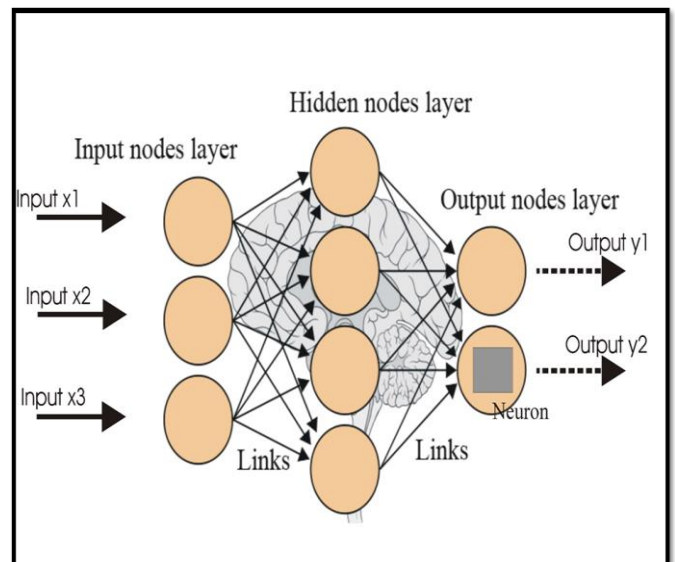 Hidden nodes layer
Input nodes layer
Output nodes layer
Input x1
Input x2
Input x3
Output y1
Output y2
Neuron
Links
Links